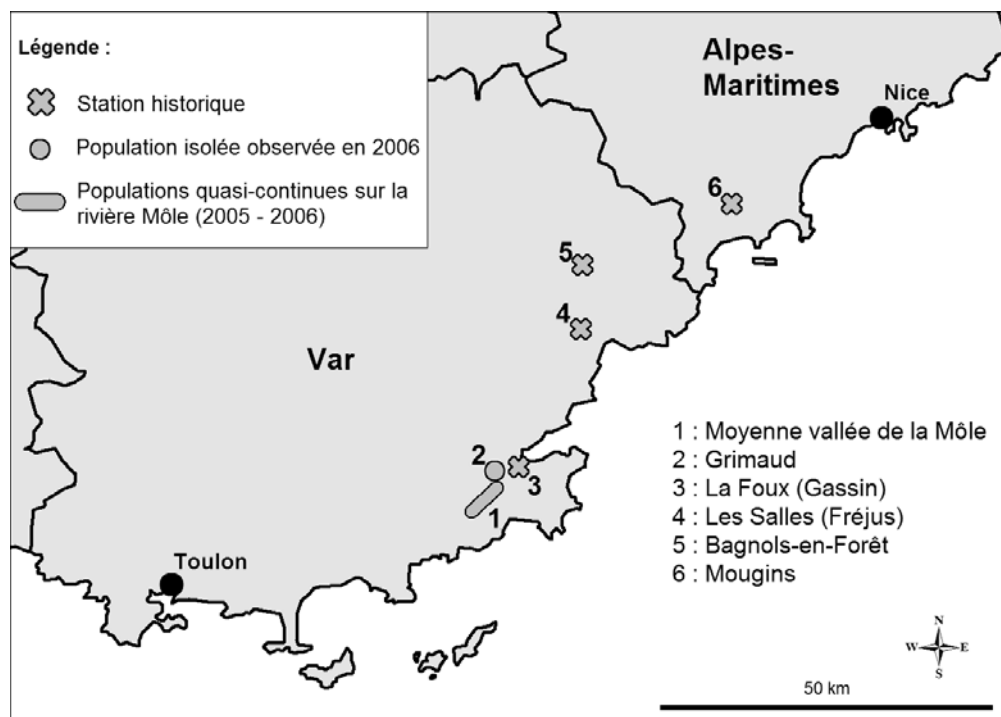 Légende :
Station historique
Population isolée observée en 2006
Populations quasi-continues sur la
rivière Môle (2005 - 2006)
Alpes-
Maritimes
Nice
6
5
4
Var
2
3
1
Toulon
1 : Moyenne vallée de la Môle
2 : Grimaud
3 : La Foux (Gassin)
4 : Les Salles (Fréjus)
5 : Bagnols-en-Forêt
6 : Mougins
N
W E
S
50 km